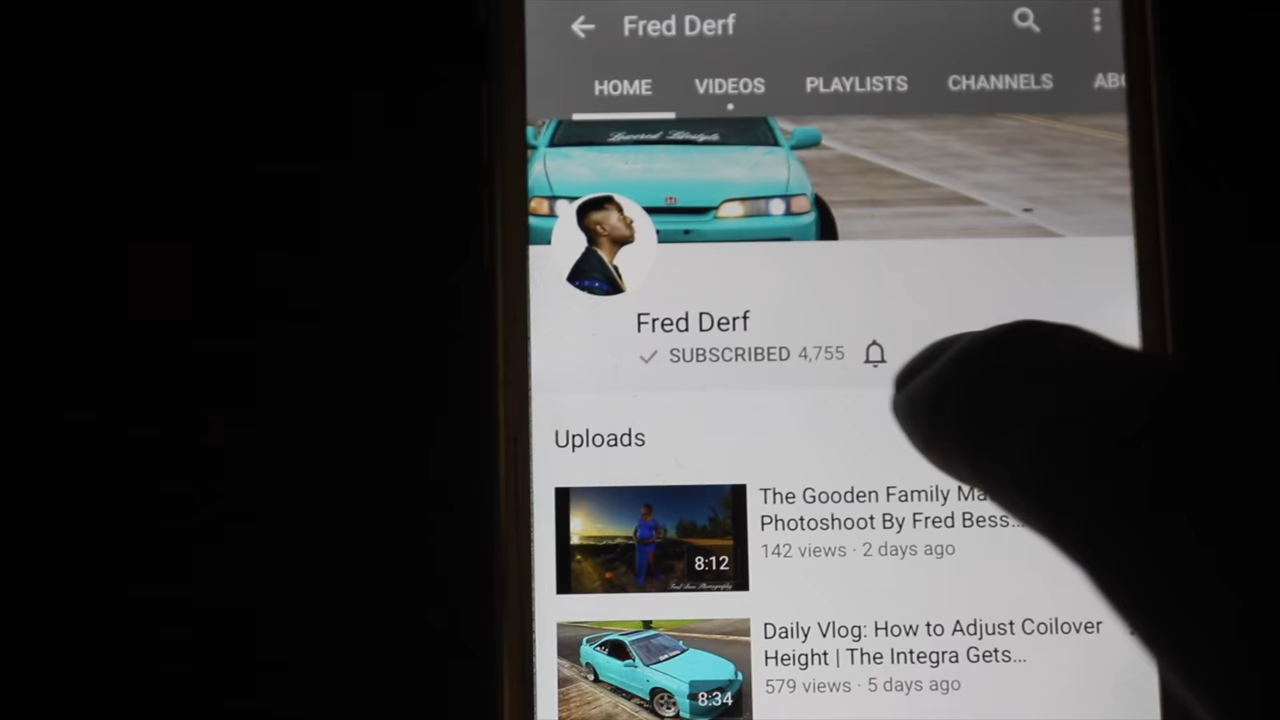 Fred Derf
HOME VIDEOS PLAYLISTS CHANNELS
Lowered Lifestyle
Fred Derf
SUBSCRIBED 4,755
Uploads
The Gooden Family
Photoshoot By Fred Bess...
142 views · 2 days ago
8:12
Daily Vlog: How to Adjust Coilover
Height | The Integra Gets...
579 views · 5 days ago
8:34